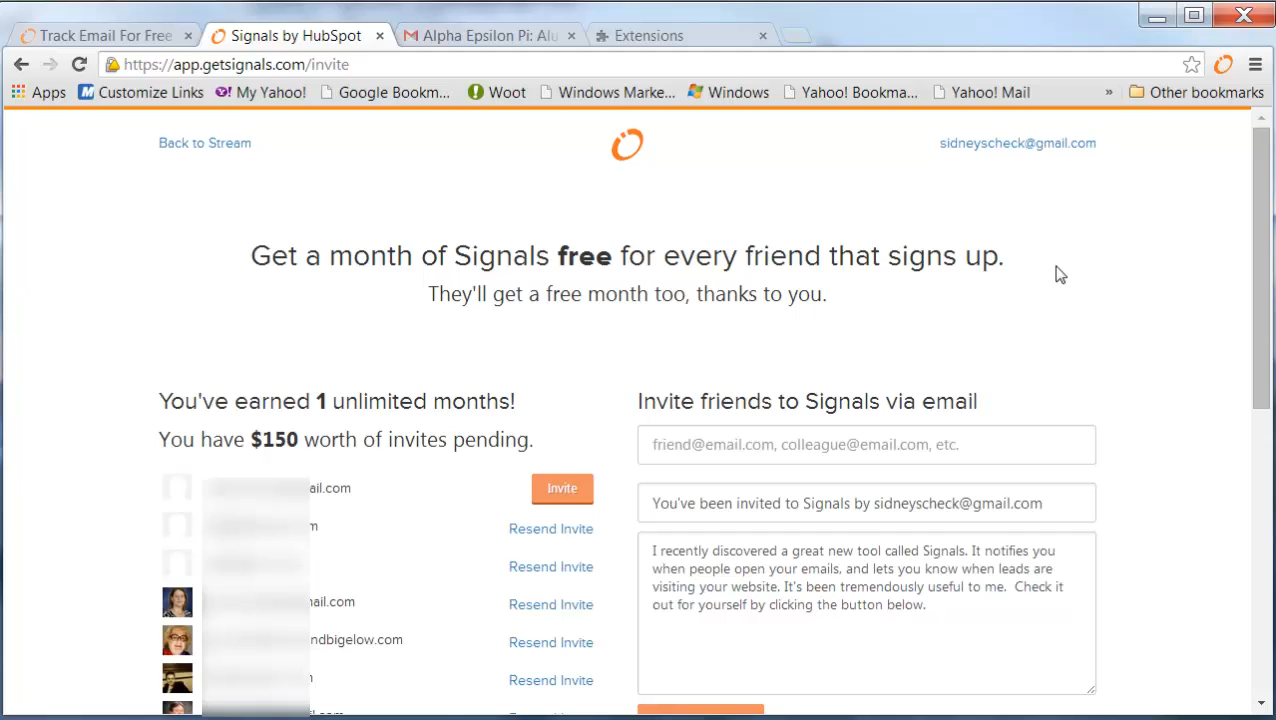 Track Email For Free
Signals by HubSpot
Alpha Epsilon Pi: Alu
Extensions
https://app.getsignals.com/invite
Apps
Customize Links
My Yahoo!
Google Bookm...
Woot
Windows Marke...
Windows
Yahoo! Bookma...
Yahoo! Mail
»
Other bookmarks
Back to Stream
sidneyscheck@gmail.com
Get a month of Signals free for every friend that signs up.
They'll get a free month too, thanks to you.
You've earned 1 unlimited months!
You have $150 worth of invites pending.
ail.com
Invite
m
Resend Invite
Resend Invite
mail.com
Resend Invite
ndbigelow.com
Resend Invite
Resend Invite
Invite friends to Signals via email
friend@email.com, colleague@email.com, etc.
You've been invited to Signals by sidneyscheck@gmail.com
I recently discovered a great new tool called Signals. It notifies you
when people open your emails, and lets you know when leads are
visiting your website. It's been tremendously useful to me. Check it
out for yourself by clicking the button below.